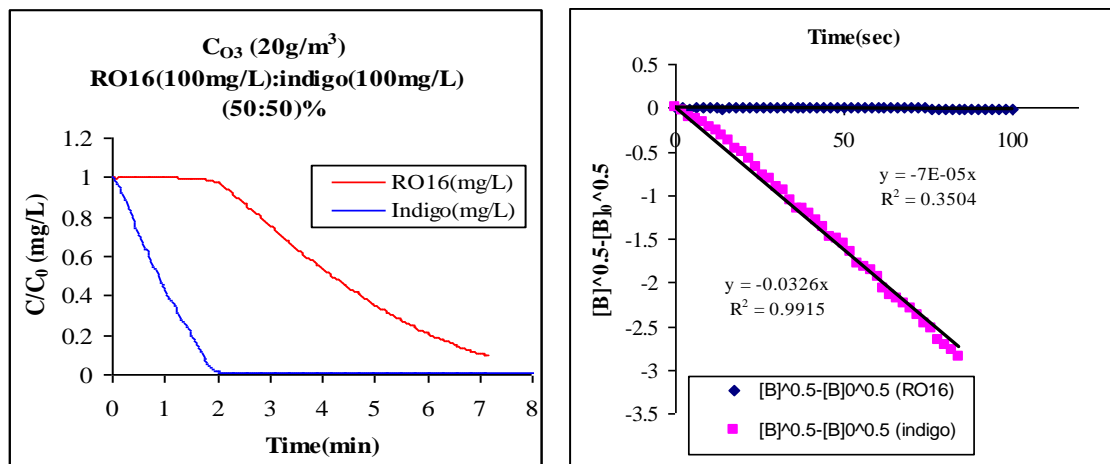 C_O3 (20g/m³)
RO16(100mg/L):indigo(100mg/L)
(50:50)%
1.2
1
0.8
0.6
0.4
0.2
0
C/C₀ (mg/L)
RO16(mg/L)
Indigo(mg/L)
0 1 2 3 4 5 6 7 8
Time(min)
Time(sec)
0
-0.5
-1
-1.5
-2
-2.5
-3
-3.5
[B]^0.5-[B]₀^0.5
0 50 100
y = -7E-05x
R² = 0.3504
y = -0.0326x
R² = 0.9915
[B]^0.5-[B]0^0.5 (RO16)
[B]^0.5-[B]0^0.5 (indigo)